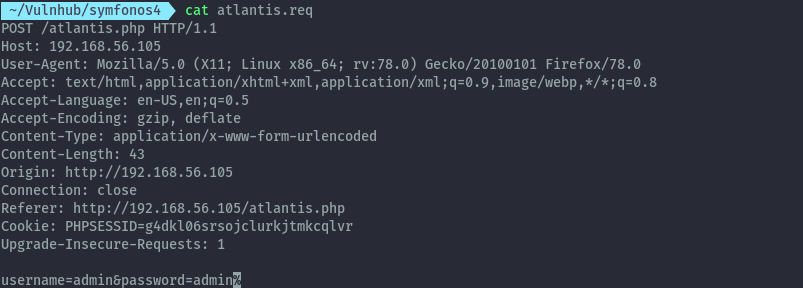 ~/Vulnhub/symfonos4 cat atlantis.req
POST /atlantis.php HTTP/1.1
Host: 192.168.56.105
User-Agent: Mozilla/5.0 (X11; Linux x86_64; rv:78.0) Gecko/20100101 Firefox/78.0
Accept: text/html,application/xhtml+xml,application/xml;q=0.9,image/webp,*/*;q=0.8
Accept-Language: en-US,en;q=0.5
Accept-Encoding: gzip, deflate
Content-Type: application/x-www-form-urlencoded
Content-Length: 43
Origin: http://192.168.56.105
Connection: close
Referer: http://192.168.56.105/atlantis.php
Cookie: PHPSESSID=g4dkl06srsojclurkjtmkcqlvr
Upgrade-Insecure-Requests: 1
username=admin&password=admin%